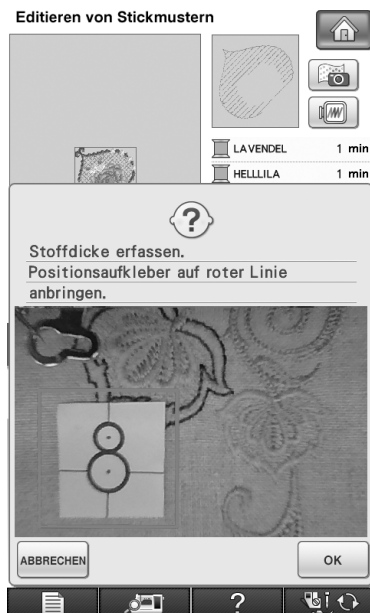 Editieren von Stickmustern
LAVENDEL 1 min
HELLLILA 1 min
Stoffdicke erfassen.
Positionsaufkleber auf roter Linie
anbringen.
ABBRECHEN
OK